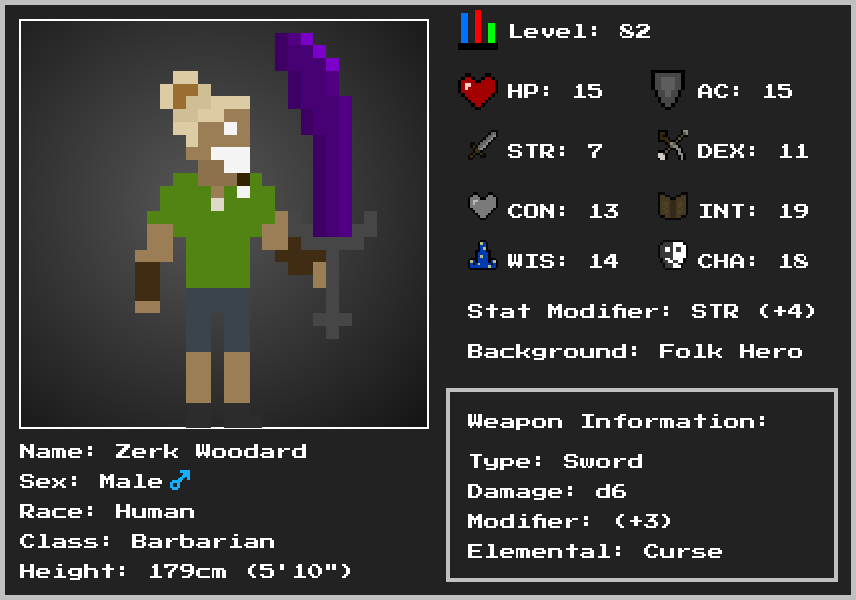 Level: 82
HP: 15
AC: 15
STR: 7
DEX: 11
CON: 13
INT: 19
WIS: 14
CHA: 18
Stat Modifier: STR (+4)
Background: Folk Hero
Weapon Information:
Type: Sword
Damage: d6
Modifier: (+3)
Elemental: Curse
Name: Zerk Woodard
Sex: Male♂
Race: Human
Class: Barbarian
Height: 179cm (5'10")